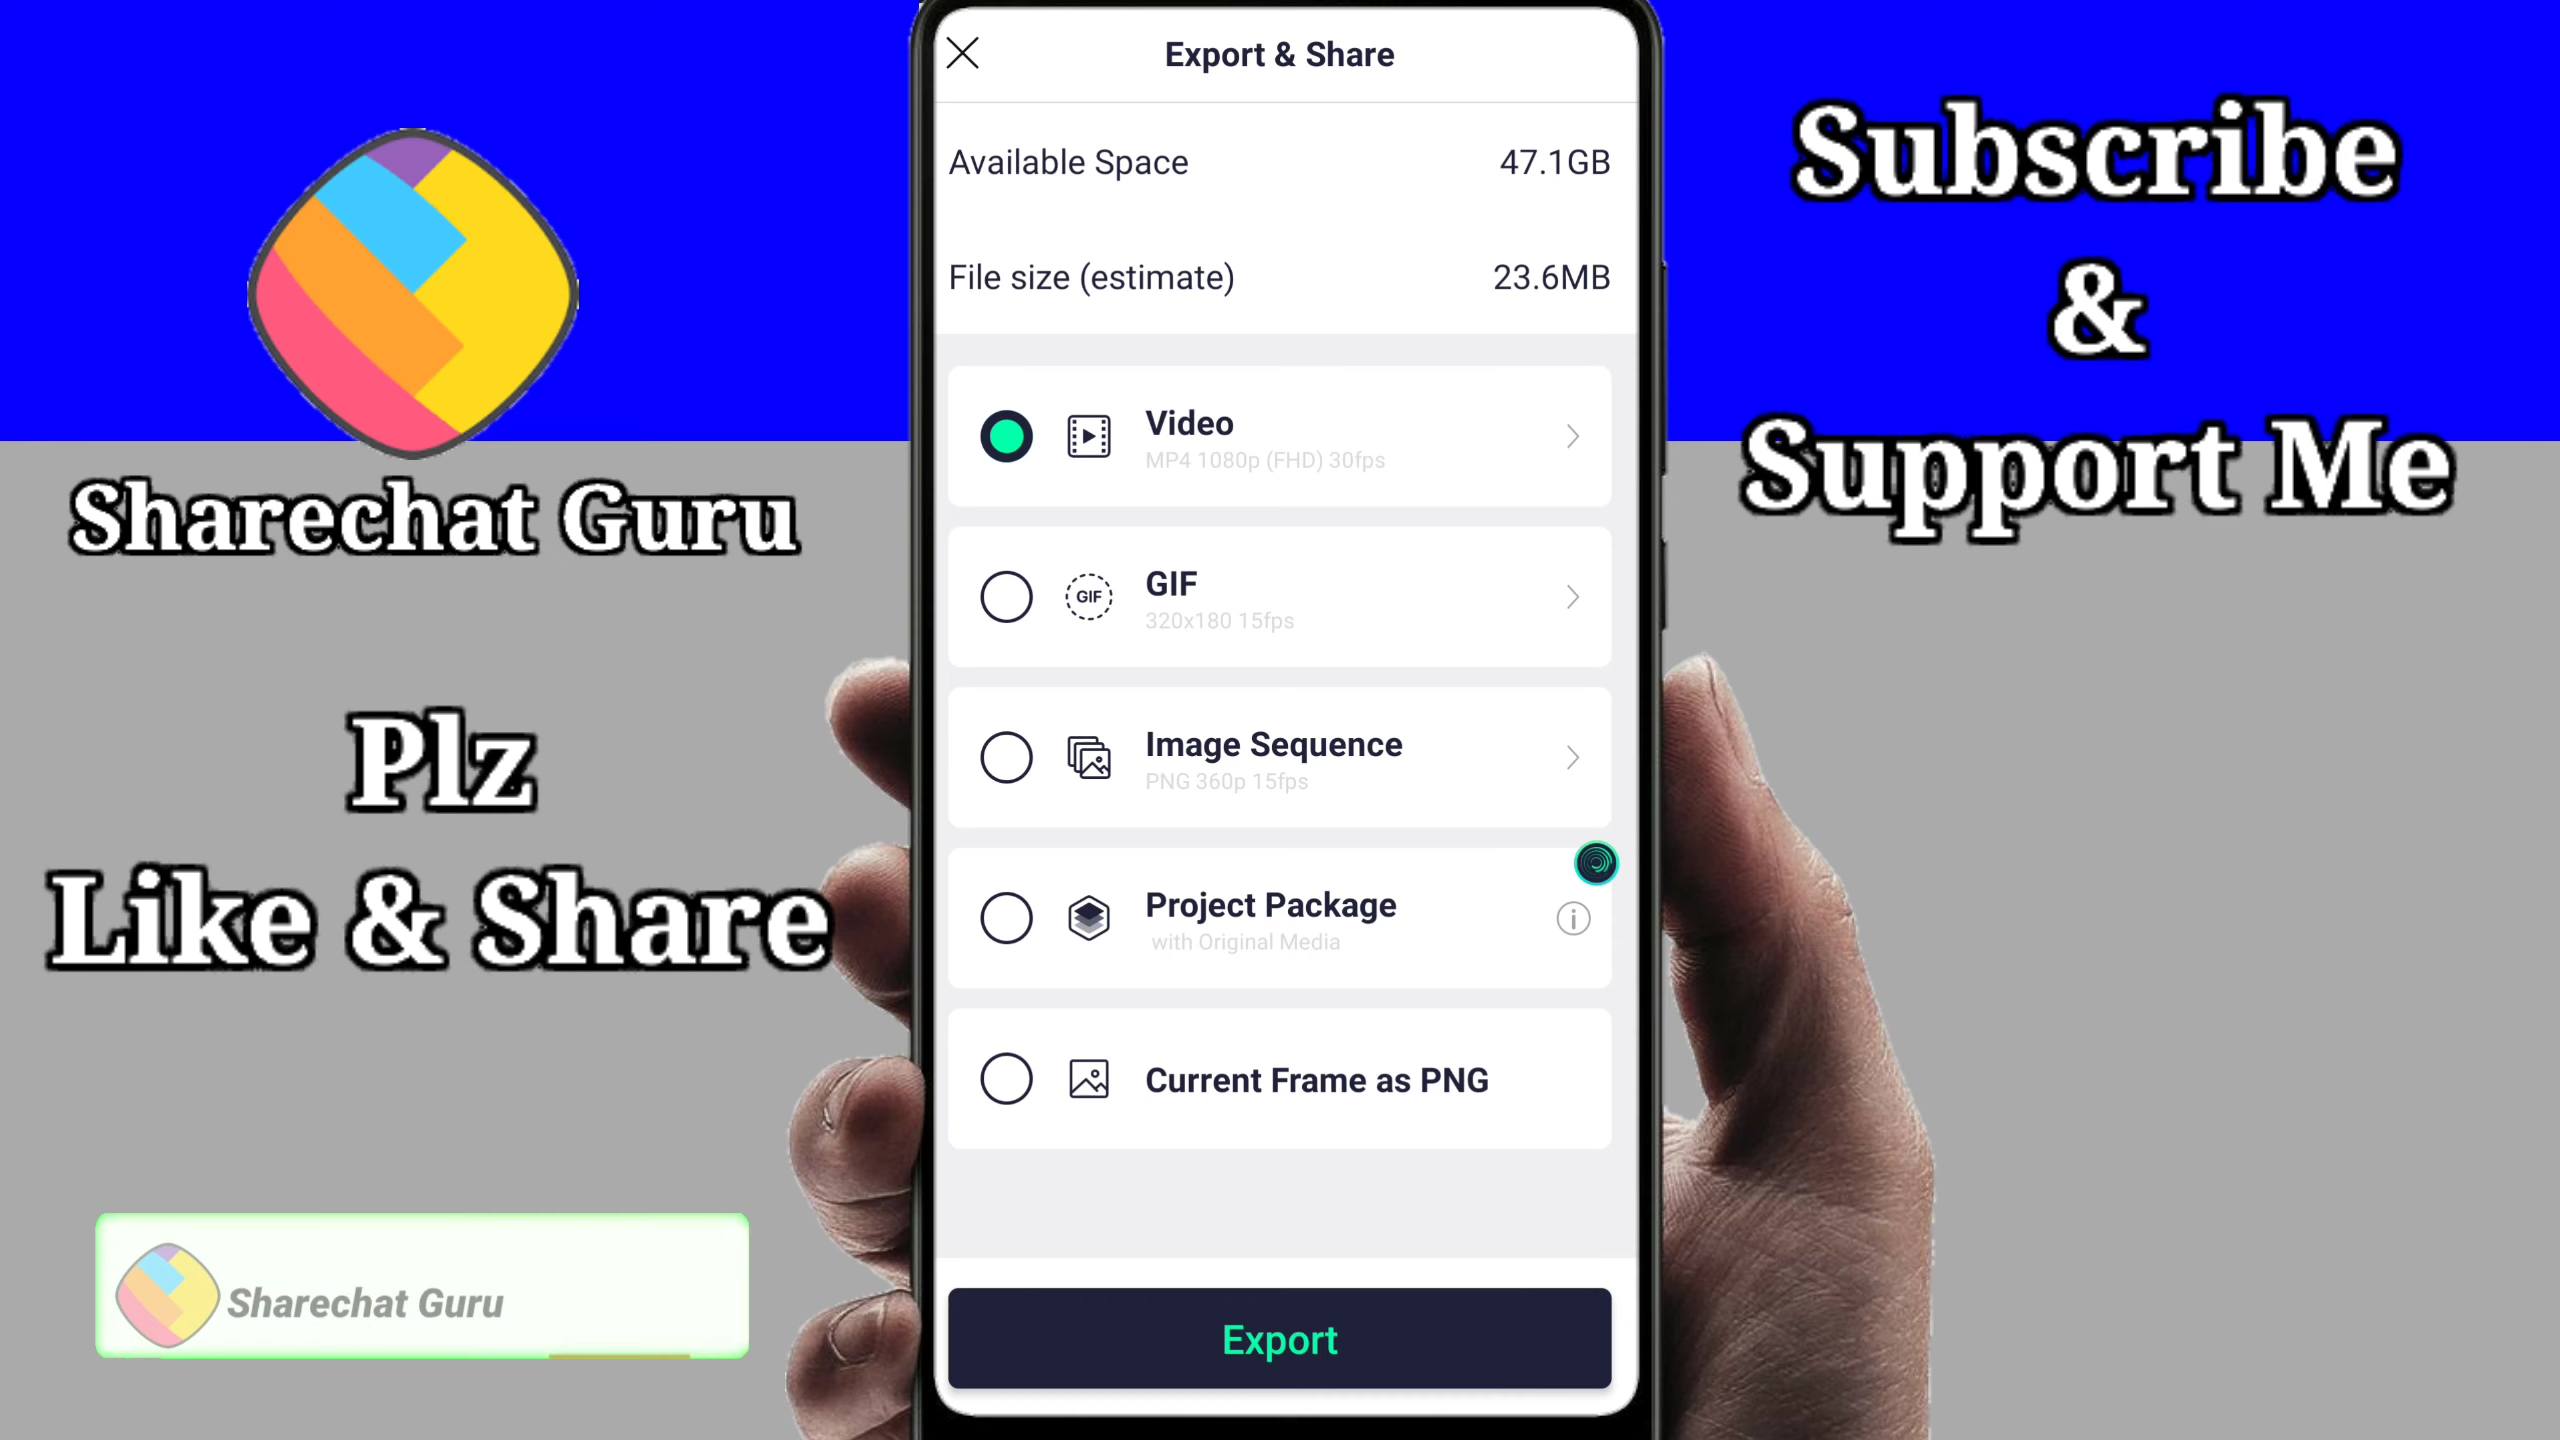 Sharechat Guru
Plz
Like & Share
Sharechat Guru
Export & Share
Available Space 47.1GB
File size (estimate) 23.6MB
Video
MP4 1080p (FHD) 30fps
GIF
GIF
320x180 15fps
Image Sequence
PNG 360p 15fps
Project Package
with Original Media
Current Frame as PNG
Export
Subscribe
&
Support Me